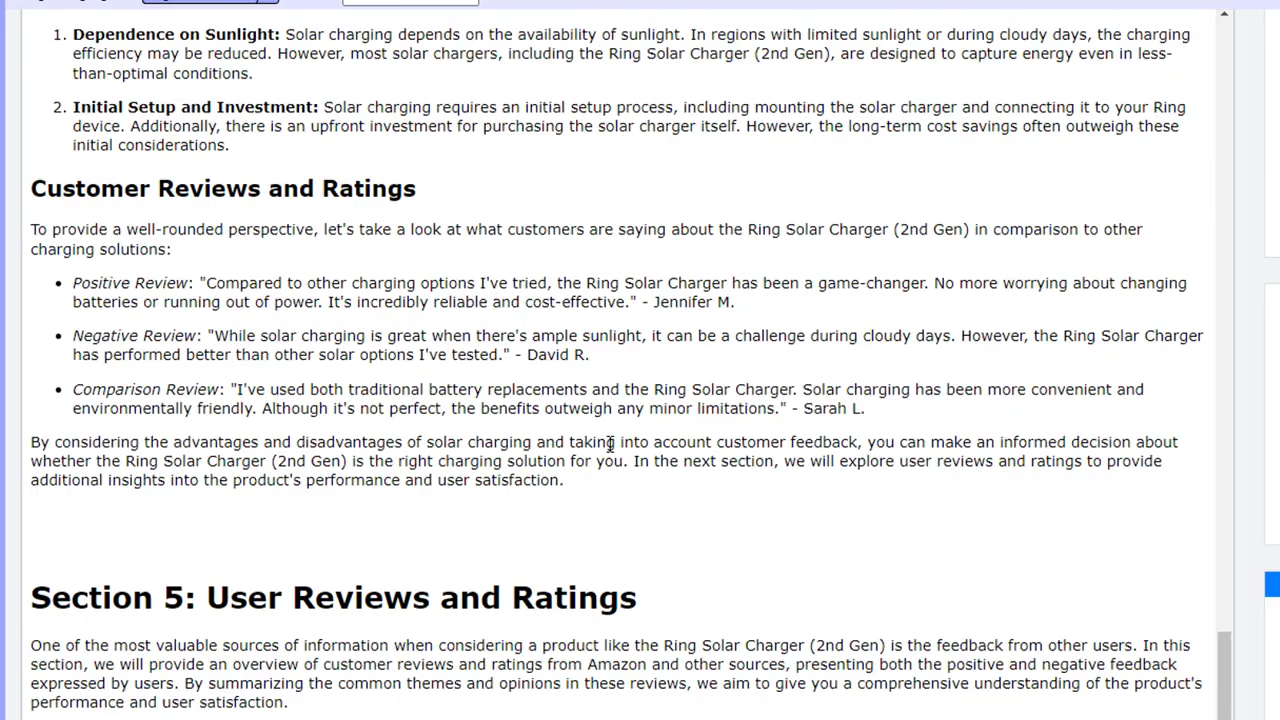 1. Dependence on Sunlight: Solar charging depends on the availability of sunlight. In regions with limited sunlight or during cloudy days, the charging
efficiency may be reduced. However, most solar chargers, including the Ring Solar Charger (2nd Gen), are designed to capture energy even in less-
than-optimal conditions.
2. Initial Setup and Investment: Solar charging requires an initial setup process, including mounting the solar charger and connecting it to your Ring
device. Additionally, there is an upfront investment for purchasing the solar charger itself. However, the long-term cost savings often outweigh these
initial considerations.
Customer Reviews and Ratings
To provide a well-rounded perspective, let's take a look at what customers are saying about the Ring Solar Charger (2nd Gen) in comparison to other
charging solutions:
• Positive Review: "Compared to other charging options I've tried, the Ring Solar Charger has been a game-changer. No more worrying about changing
batteries or running out of power. It's incredibly reliable and cost-effective." - Jennifer M.
• Negative Review: "While solar charging is great when there's ample sunlight, it can be a challenge during cloudy days. However, the Ring Solar Charger
has performed better than other solar options I've tested." - David R.
• Comparison Review: "I've used both traditional battery replacements and the Ring Solar Charger. Solar charging has been more convenient and
environmentally friendly. Although it's not perfect, the benefits outweigh any minor limitations." - Sarah L.
By considering the advantages and disadvantages of solar charging and taking into account customer feedback, you can make an informed decision about
whether the Ring Solar Charger (2nd Gen) is the right charging solution for you. In the next section, we will explore user reviews and ratings to provide
additional insights into the product's performance and user satisfaction.
Section 5: User Reviews and Ratings
One of the most valuable sources of information when considering a product like the Ring Solar Charger (2nd Gen) is the feedback from other users. In this
section, we will provide an overview of customer reviews and ratings from Amazon and other sources, presenting both the positive and negative feedback
expressed by users. By summarizing the common themes and opinions in these reviews, we aim to give you a comprehensive understanding of the product's
performance and user satisfaction.